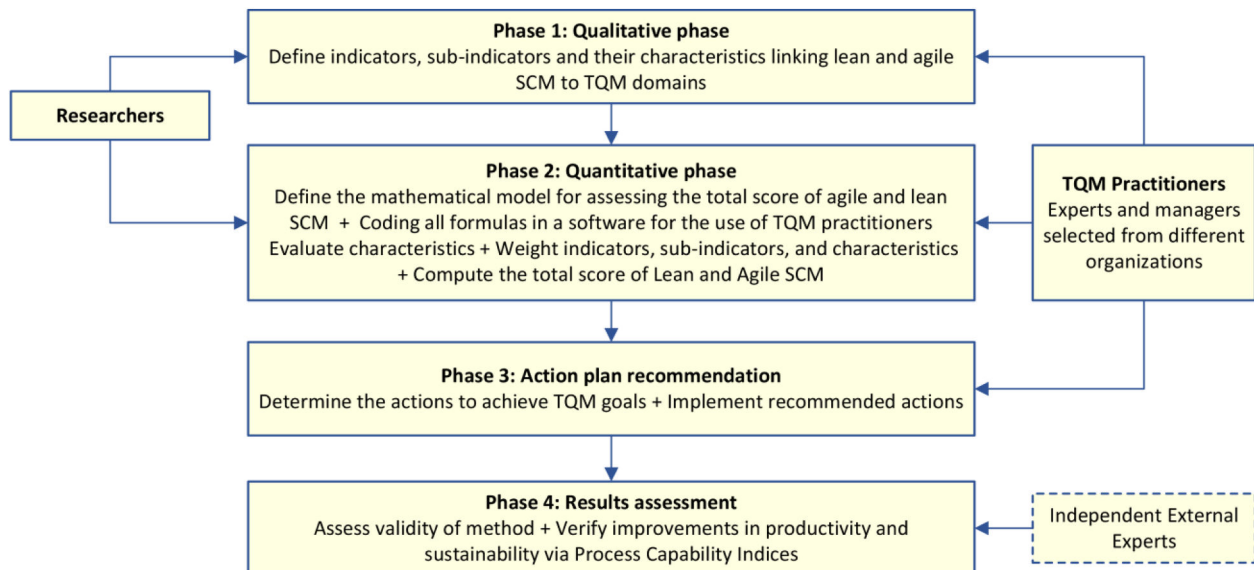 Phase 1: Qualitative phase
Define indicators, sub-indicators and their characteristics linking lean and agile
SCM to TQM domains
Researchers
Phase 2: Quantitative phase
Define the mathematical model for assessing the total score of agile and lean
SCM + Coding all formulas in a software for the use of TQM practitioners
Evaluate characteristics + Weight indicators, sub-indicators, and characteristics
+ Compute the total score of Lean and Agile SCM
TQM Practitioners
Experts and managers
selected from different
organizations
Phase 3: Action plan recommendation
Determine the actions to achieve TQM goals + Implement recommended actions
Phase 4: Results assessment
Assess validity of method + Verify improvements in productivity and
sustainability via Process Capability Indices
Independent External
Experts